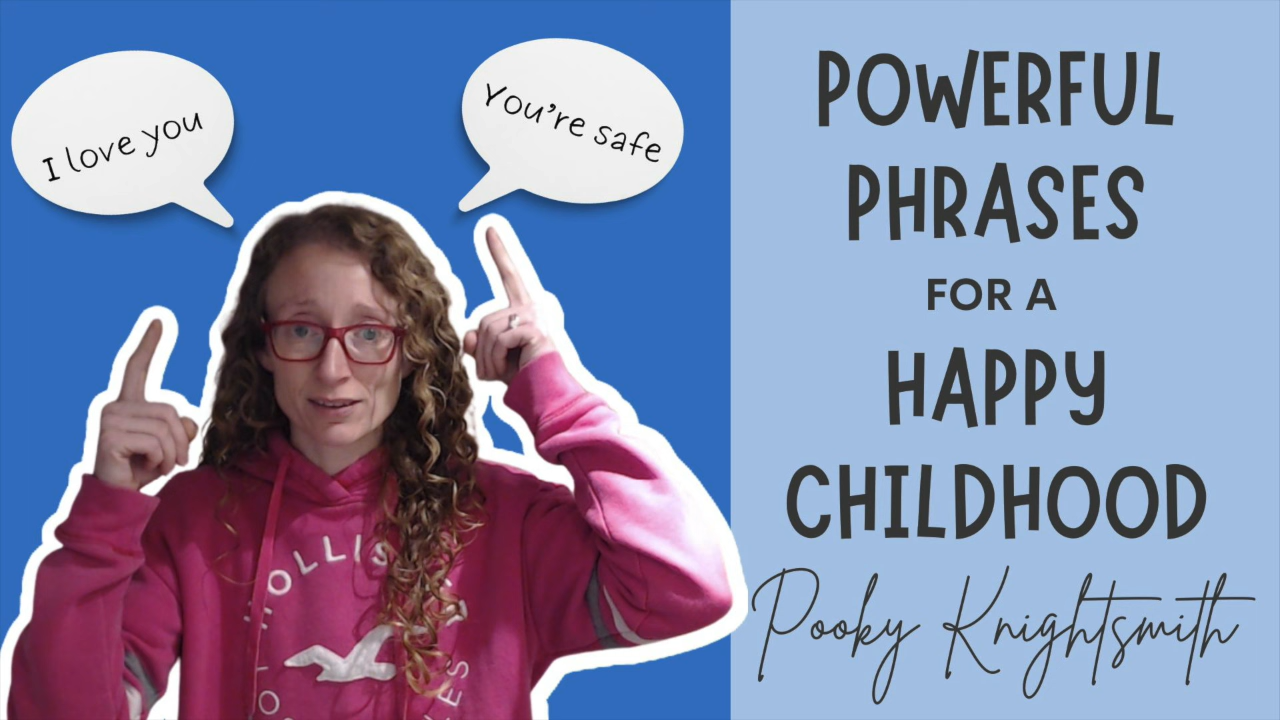 I love you
You're safe
POWERFUL
PHRASES
FOR A
HAPPY
CHILDHOOD
Pooky Knightsmith